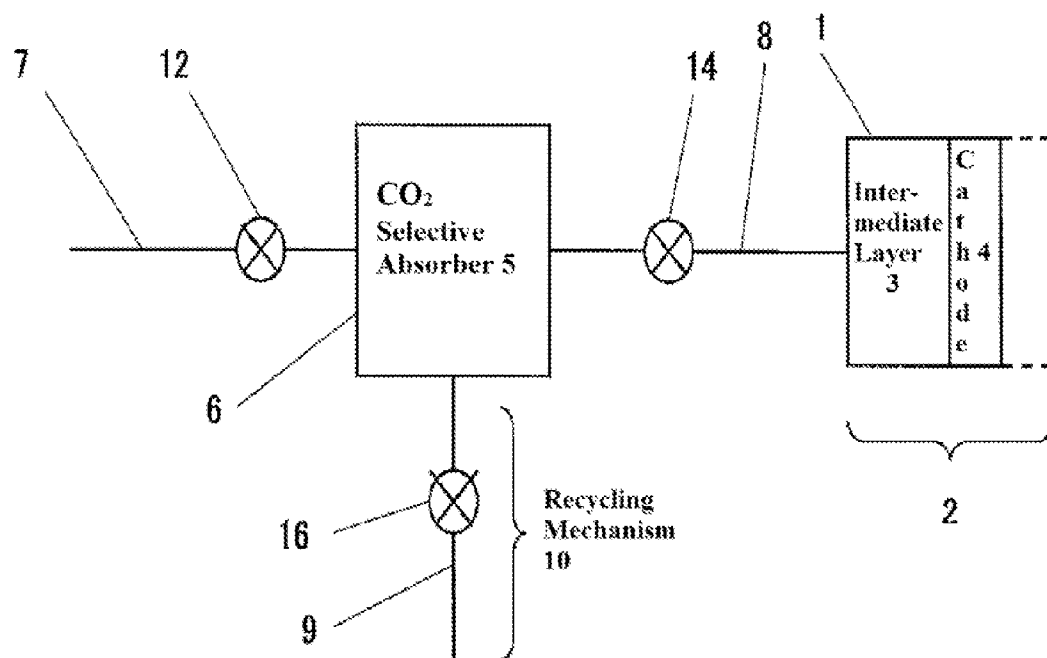 1
8
7
12
14
CO₂
Selective
Absorber 5
Inter-
mediate
Layer
3
Cathode
4
6
16
9
Recycling
Mechanism
10
2